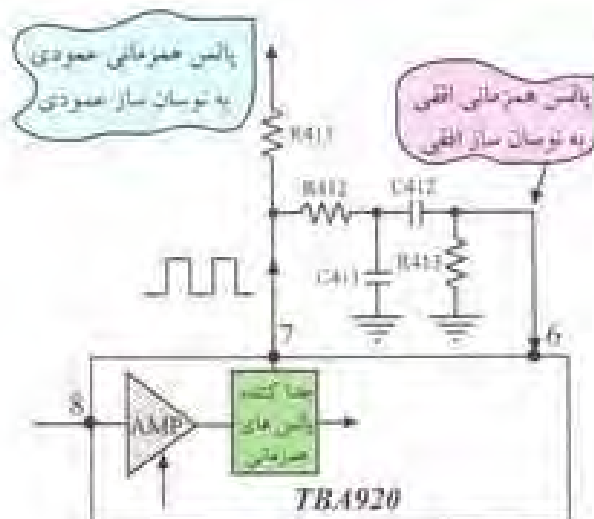 پالس همزمانی عمودی
به نوسان ساز عمودی
پالس همزمانی افقی
به نوسان ساز افقی
R411
R412
C412
C411
R413
7
6
8
AMP
جدا کننده
پالس های
همزمانی
TBA920